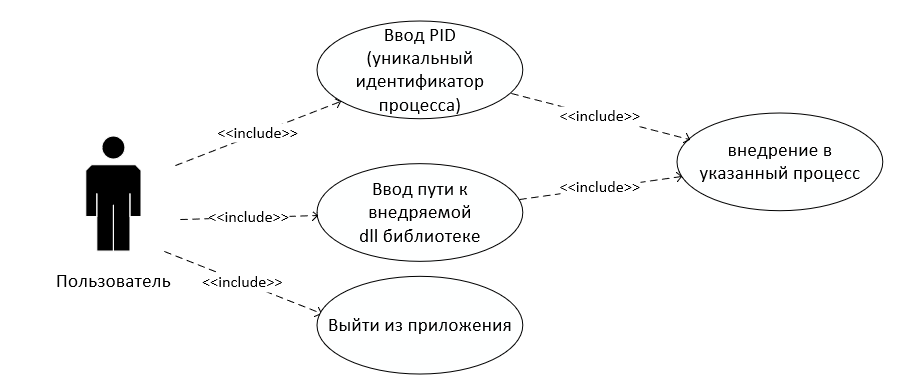 Ввод PID
(уникальный
идентификатор
процесса)
<<include>>
<<include>>
внедрение в
указанный процесс
Ввод пути к
внедряемой
dll библиотеке
<<include>>
<<include>>
Пользователь
<<include>>
Выйти из приложения